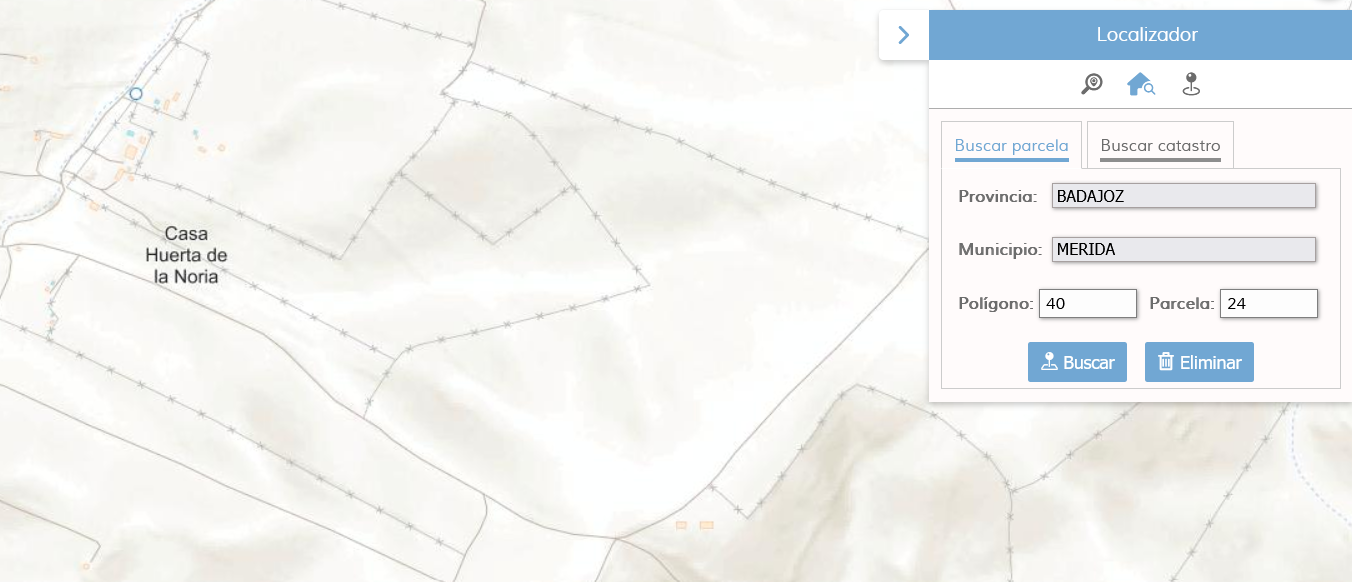 Localizador
Buscar parcela
Buscar catastro
Provincia: BADAJOZ
Municipio: MERIDA
Polígono: 40 Parcela: 24
Buscar Eliminar
Casa
Huerta de
la Noria